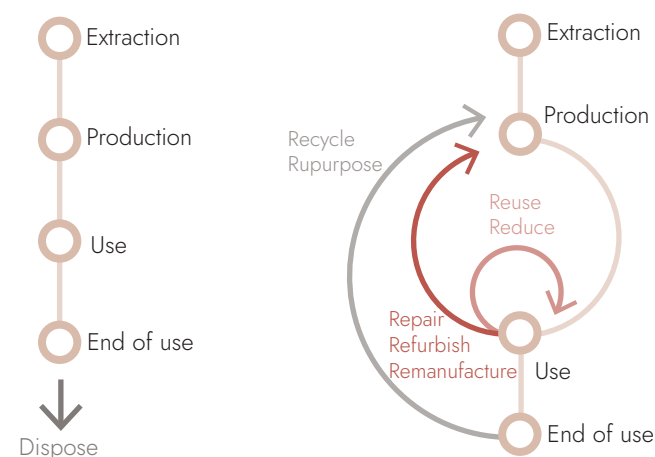 Extraction
Production
Use
End of use
Dispose
Extraction
Production
Recycle
Rupurpose
Reuse
Reduce
Repair
Refurbish
Remanufacture
Use
End of use